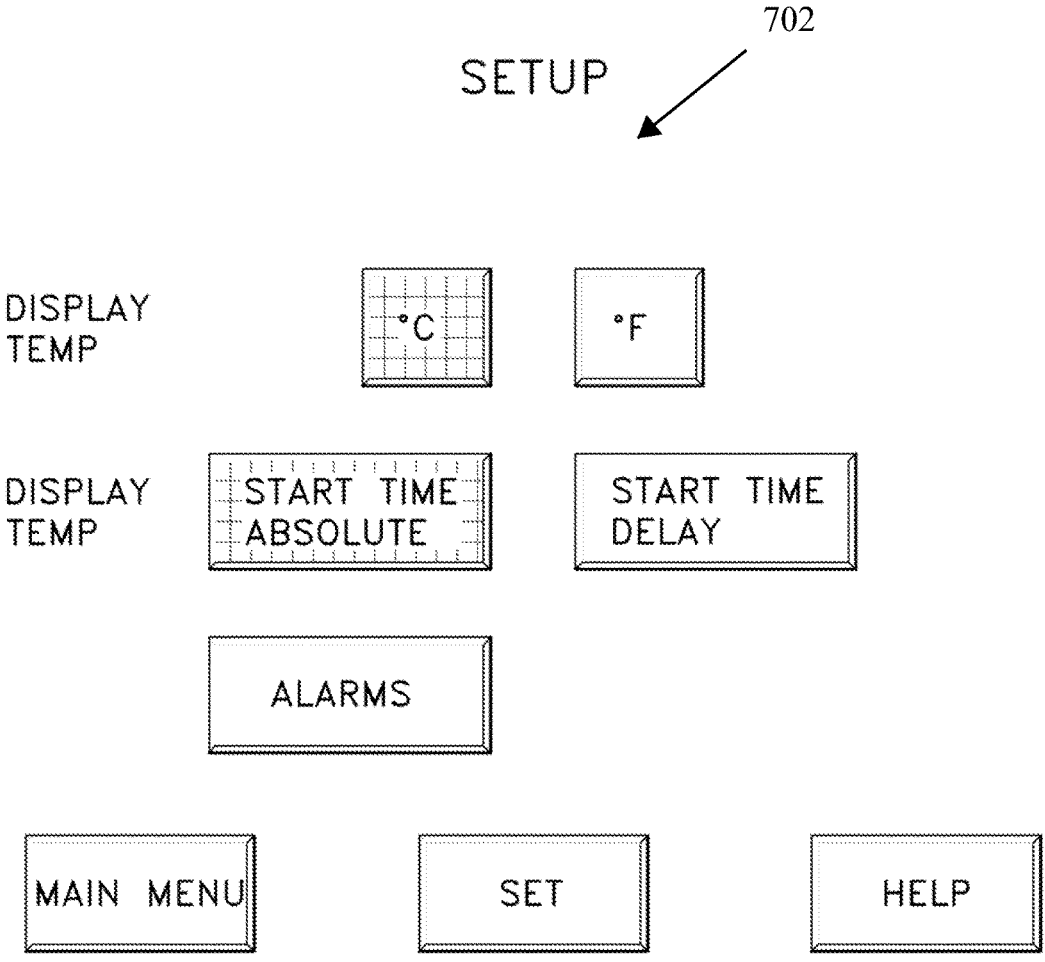 702
SETUP
DISPLAY
TEMP
°C
°F
DISPLAY
TEMP
START TIME
ABSOLUTE
START TIME
DELAY
ALARMS
MAIN MENU
SET
HELP